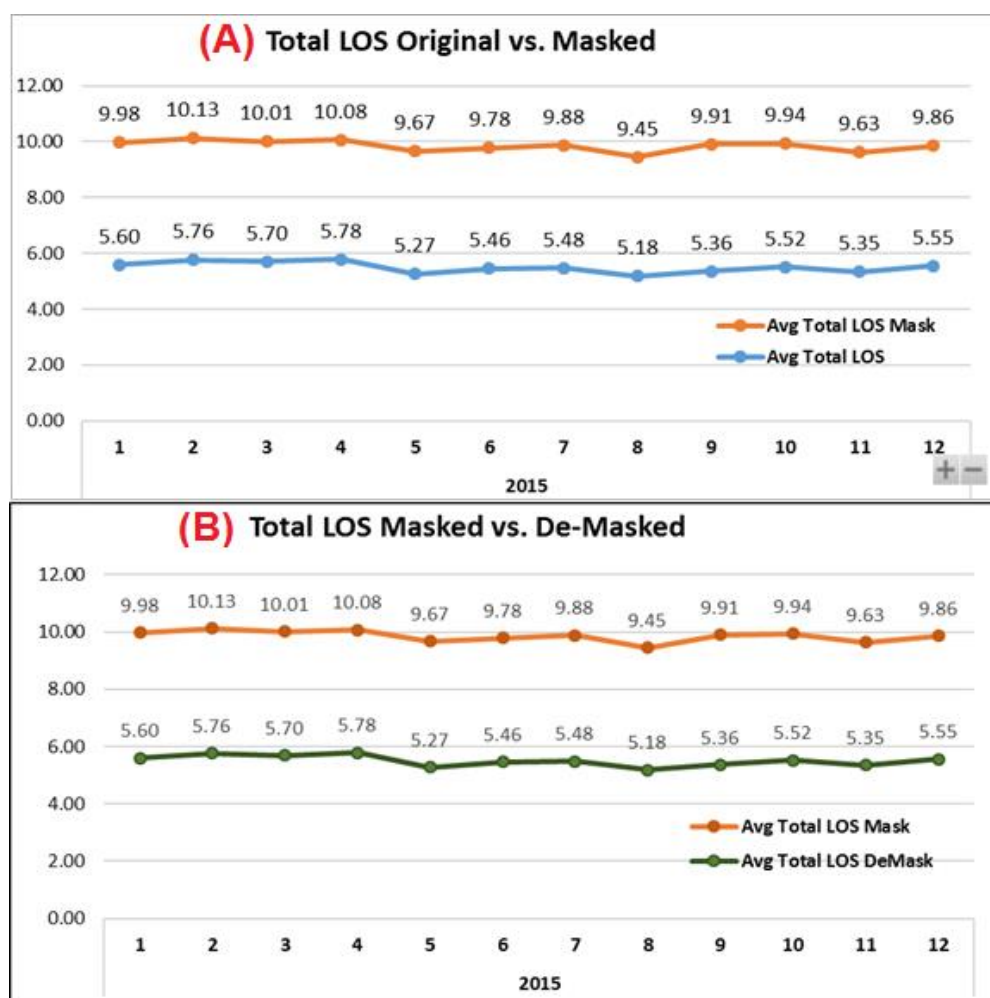 (A) Total LOS Original vs. Masked
12.00
9.98 10.13 10.01 10.08 9.67 9.78 9.88 9.45 9.91 9.94 9.63 9.86
10.00
8.00
5.60 5.76 5.70 5.78 5.27 5.46 5.48 5.18 5.36 5.52 5.35 5.55
6.00
4.00
Avg Total LOS Mask
Avg Total LOS
2.00
0.00
1 2 3 4 5 6 7 8 9 10 11 12
2015
(B) Total LOS Masked vs. De-Masked
12.00
9.98 10.13 10.01 10.08 9.67 9.78 9.88 9.45 9.91 9.94 9.63 9.86
10.00
8.00
5.60 5.76 5.70 5.78 5.27 5.46 5.48 5.18 5.36 5.52 5.35 5.55
6.00
4.00
Avg Total LOS Mask
Avg Total LOS DeMask
2.00
0.00
1 2 3 4 5 6 7 8 9 10 11 12
2015